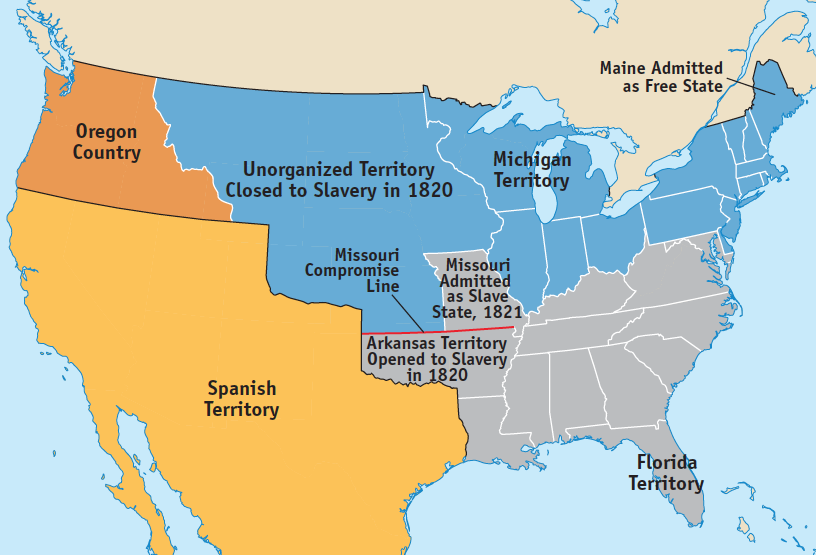 Maine Admitted
as Free State
Oregon
Country
Unorganized Territory
Closed to Slavery in 1820
Michigan
Territory
Missouri
Compromise
Line
Missouri
Admitted
as Slave
State, 1821
Arkansas Territory
Opened to Slavery
in 1820
Spanish
Territory
Florida
Territory